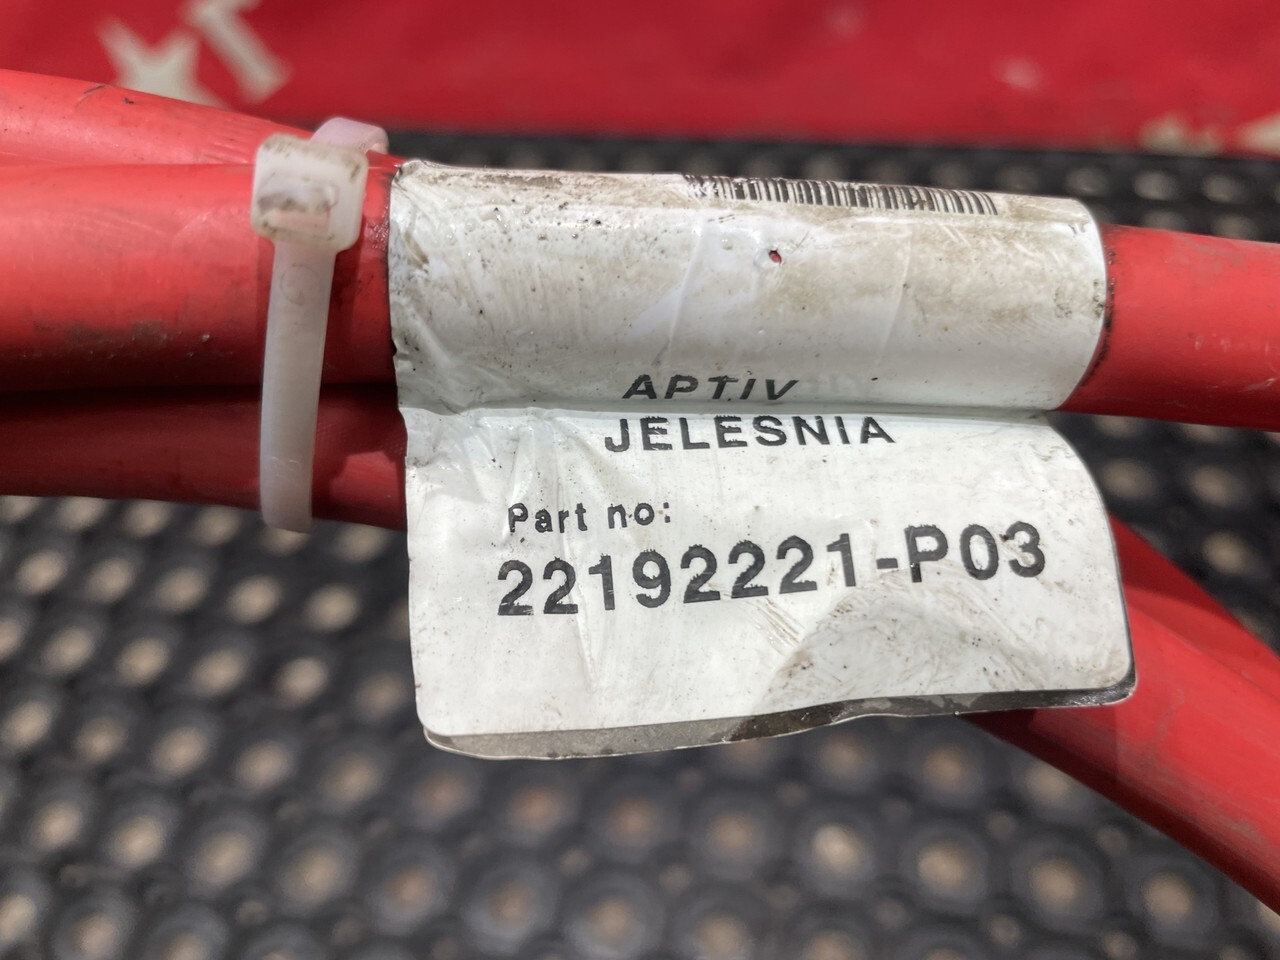 APTIV
JELESNIA
Part no:
22192221-P03